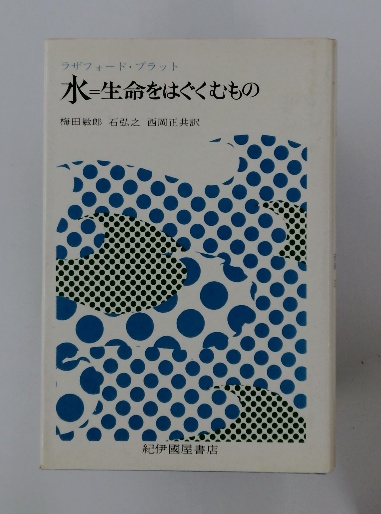 ラザフォード・プラット
水=生命をはぐくむもの
梅田敏郎 石弘之 西岡正共訳
紀伊國屋書店